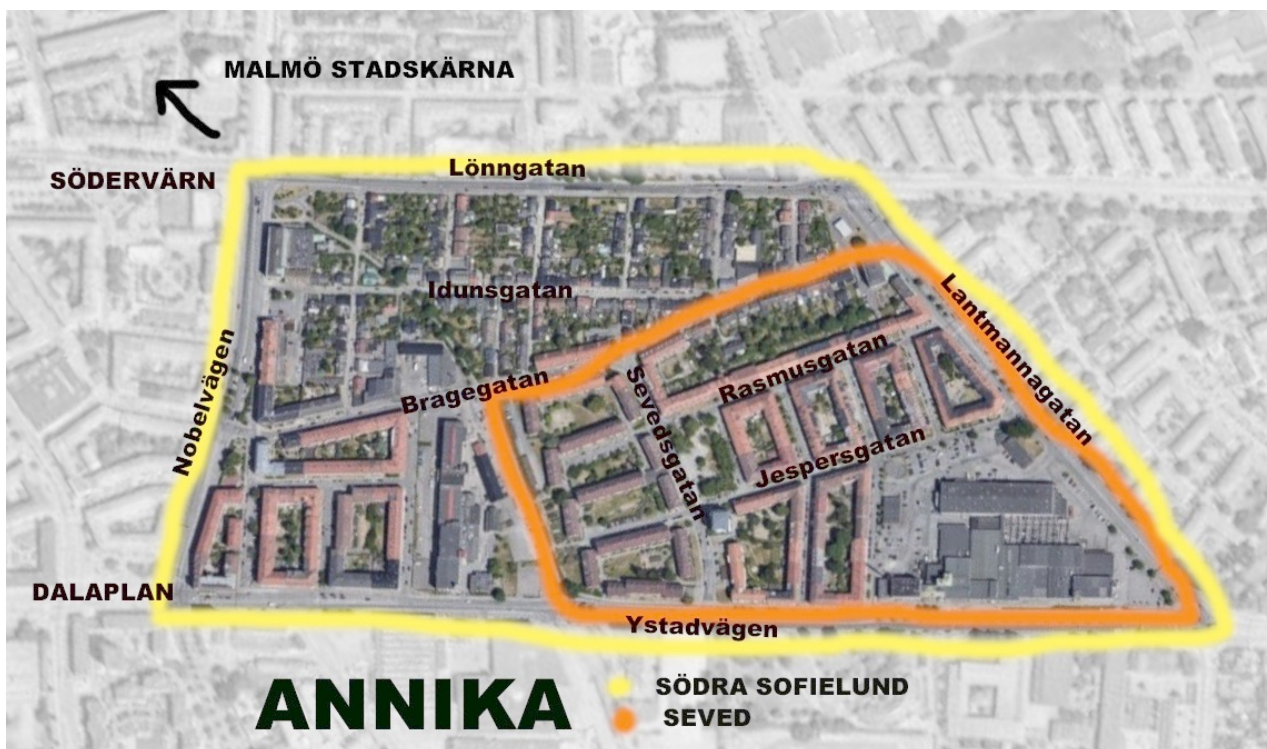 MALMÖ STADSKÄRNA
SÖDERVÄRN
Lönngatan
Idunsgatan
Lantmannagatan
Nobelvägen
Bragegatan
Sevedsgatan
Rasmusgatan
Jespersgatan
DALAPLAN
Ystadvägen
ANNIKA
SÖDRA SOFIELUND
SEVED